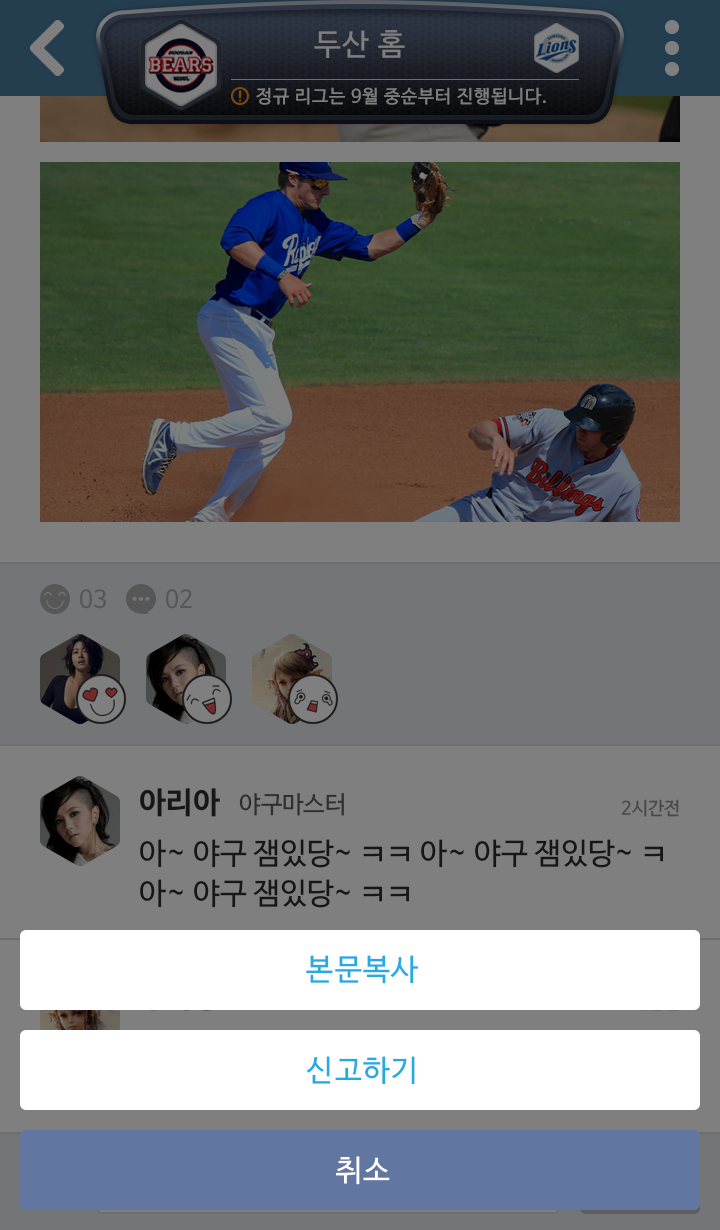 두산 홈
DOOSAN
BEARS
SEOUL
SAMSUNG
Lions
정규 리그는 9월 중순부터 진행됩니다.
Billings
03
02
아리아 야구마스터 2시간전
아~ 야구 잼있당~ ㅋㅋ 아~ 야구 잼있당~ ㅋ
아~ 야구 잼있당~ ㅋㅋ
본문복사
신고하기
취소